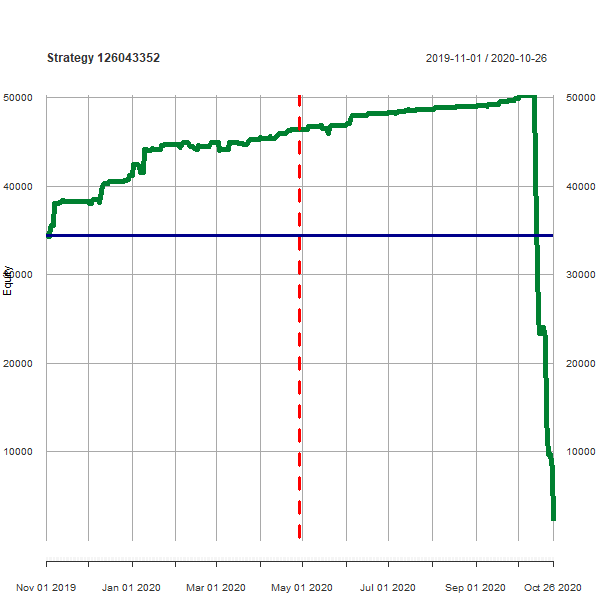 Strategy 126043352
2019-11-01 / 2020-10-26
50000
50000
40000
40000
30000
30000
20000
20000
10000
10000
Equity
Nov 01 2019
Jan 01 2020
Mar 01 2020
May 01 2020
Jul 01 2020
Sep 01 2020
Oct 26 2020